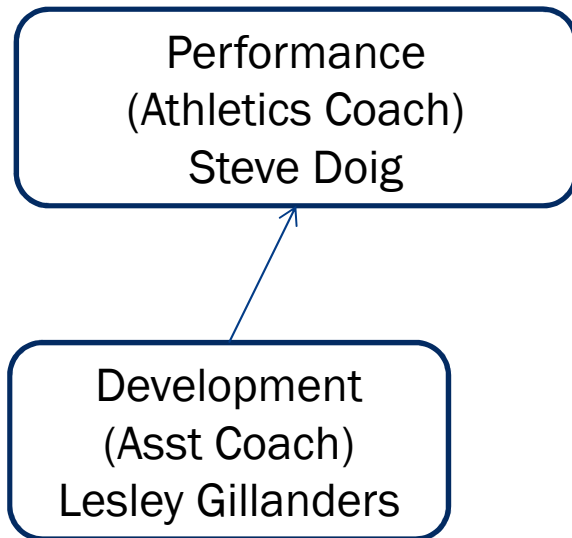 Performance
(Athletics Coach)
Steve Doig
Development
(Asst Coach)
Lesley Gillanders